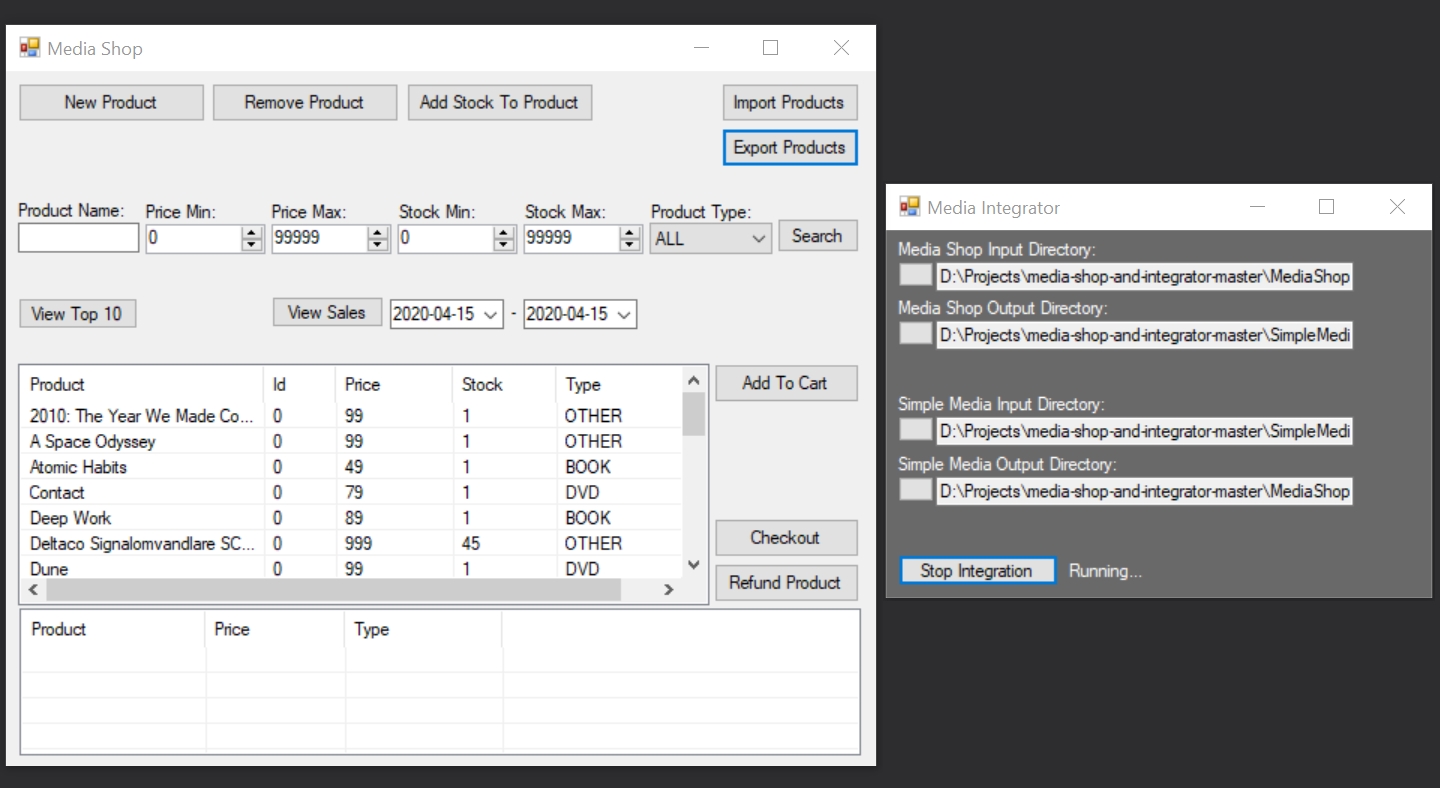 Media Shop
New Product Remove Product Add Stock To Product Import Products
Export Products
Product Name: Price Min: Price Max: Stock Min: Stock Max: Product Type:
0 99999 0 99999 ALL Search
View Top 10 View Sales 2020-04-15 - 2020-04-15
Product Id Price Stock Type Add To Cart
2010: The Year We Made Co... 0 99 1 OTHER
A Space Odyssey 0 99 1 OTHER
Atomic Habits 0 49 1 BOOK
Contact 0 79 1 DVD
Deep Work 0 89 1 BOOK
Deltaco Signalomvandlare SC... 0 999 45 OTHER
Dune 0 99 1 DVD
Checkout
Refund Product
Product Price Type
Media Integrator
Media Shop Input Directory:
D:\Projects\media-shop-and-integrator-master\MediaShop
Media Shop Output Directory:
D:\Projects\media-shop-and-integrator-master\SimpleMedi
Simple Media Input Directory:
D:\Projects\media-shop-and-integrator-master\SimpleMedi
Simple Media Output Directory:
D:\Projects\media-shop-and-integrator-master\MediaShop
Stop Integration Running...